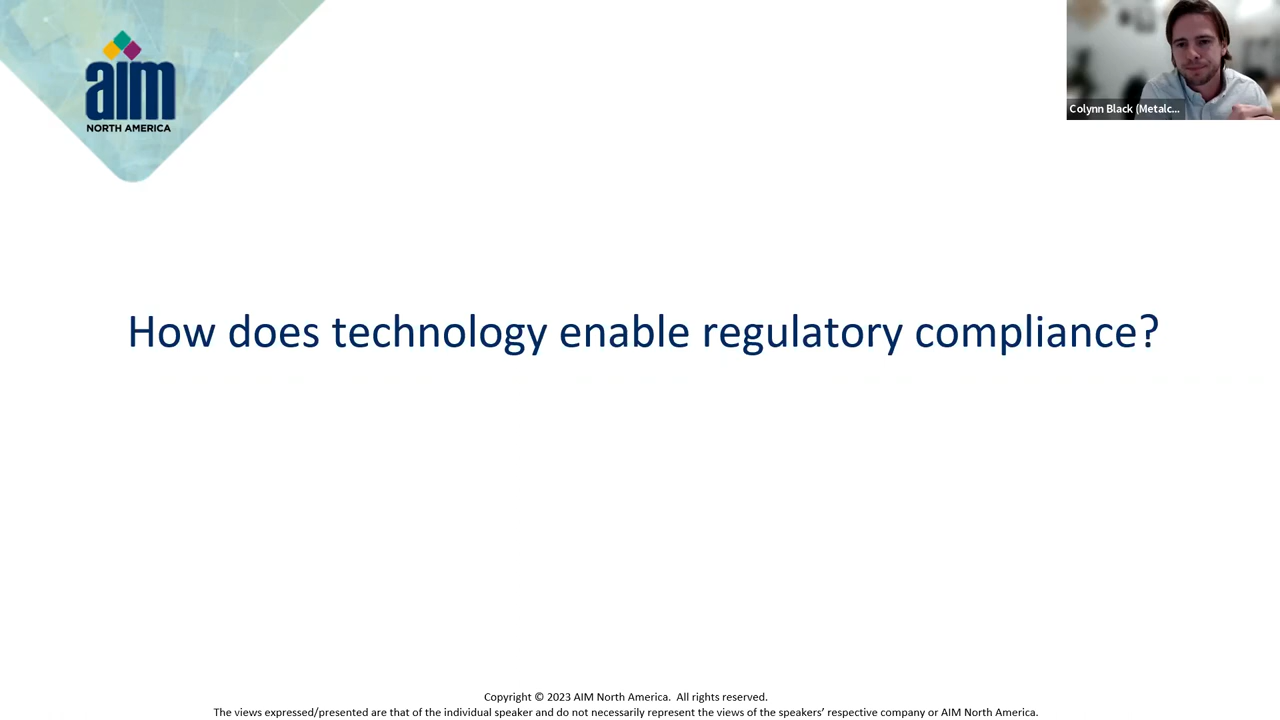 aim
NORTH AMERICA
Colynn Black (Metalc...
How does technology enable regulatory compliance?
Copyright © 2023 AIM North America. All rights reserved.
The views expressed/presented are that of the individual speaker and do not necessarily represent the views of the speakers’ respective company or AIM North America.